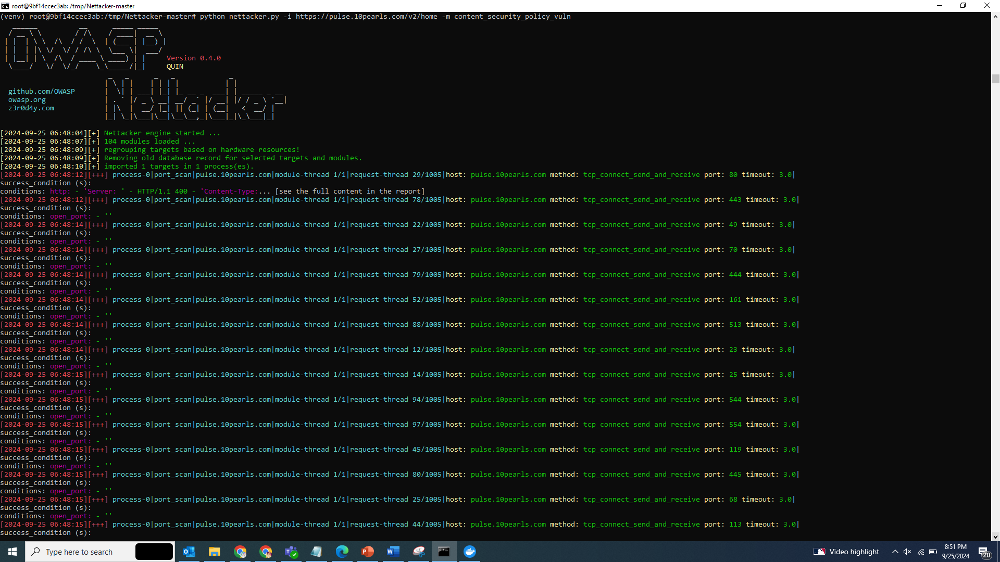 root@9bf14ccec3ab: /tmp/Nettacker-master
(venv) root@9bf14ccec3ab:/tmp/Nettacker-master# python nettacker.py -i https://pulse.10pearls.com/v2/home -m content_security_policy_vuln
OWASP
Version 0.4.0
QUIN
Nettacker
github.com/OWASP
owasp.org
z3r0d4y.com
[2024-09-25 06:48:04][+] Nettacker engine started ...
[2024-09-25 06:48:07][+] 104 modules loaded ...
[2024-09-25 06:48:09][+] regrouping targets based on hardware resources!
[2024-09-25 06:48:09][+] Removing old database record for selected targets and modules.
[2024-09-25 06:48:10][+] imported 1 targets in 1 process(es).
[2024-09-25 06:48:12][+++] process-0|port_scan|pulse.10pearls.com|module-thread 1/1|request-thread 29/1005|host: pulse.10pearls.com method: tcp_connect_send_and_receive port: 80 timeout: 3.0|
success_condition (s):
conditions: http: - 'Server: ' - HTTP/1.1 400 - 'Content-Type:... [see the full content in the report]
[2024-09-25 06:48:12][+++] process-0|port_scan|pulse.10pearls.com|module-thread 1/1|request-thread 78/1005|host: pulse.10pearls.com method: tcp_connect_send_and_receive port: 443 timeout: 3.0|
success_condition (s):
conditions: open_port: - ''
[2024-09-25 06:48:14][+++] process-0|port_scan|pulse.10pearls.com|module-thread 1/1|request-thread 22/1005|host: pulse.10pearls.com method: tcp_connect_send_and_receive port: 49 timeout: 3.0|
success_condition (s):
conditions: open_port: - ''
[2024-09-25 06:48:14][+++] process-0|port_scan|pulse.10pearls.com|module-thread 1/1|request-thread 27/1005|host: pulse.10pearls.com method: tcp_connect_send_and_receive port: 70 timeout: 3.0|
success_condition (s):
conditions: open_port: - ''
[2024-09-25 06:48:14][+++] process-0|port_scan|pulse.10pearls.com|module-thread 1/1|request-thread 79/1005|host: pulse.10pearls.com method: tcp_connect_send_and_receive port: 444 timeout: 3.0|
success_condition (s):
conditions: open_port: - ''
[2024-09-25 06:48:14][+++] process-0|port_scan|pulse.10pearls.com|module-thread 1/1|request-thread 52/1005|host: pulse.10pearls.com method: tcp_connect_send_and_receive port: 161 timeout: 3.0|
success_condition (s):
conditions: open_port: - ''
[2024-09-25 06:48:14][+++] process-0|port_scan|pulse.10pearls.com|module-thread 1/1|request-thread 88/1005|host: pulse.10pearls.com method: tcp_connect_send_and_receive port: 513 timeout: 3.0|
success_condition (s):
conditions: open_port: - ''
[2024-09-25 06:48:14][+++] process-0|port_scan|pulse.10pearls.com|module-thread 1/1|request-thread 12/1005|host: pulse.10pearls.com method: tcp_connect_send_and_receive port: 23 timeout: 3.0|
success_condition (s):
conditions: open_port: - ''
[2024-09-25 06:48:15][+++] process-0|port_scan|pulse.10pearls.com|module-thread 1/1|request-thread 14/1005|host: pulse.10pearls.com method: tcp_connect_send_and_receive port: 25 timeout: 3.0|
success_condition (s):
conditions: open_port: - ''
[2024-09-25 06:48:15][+++] process-0|port_scan|pulse.10pearls.com|module-thread 1/1|request-thread 94/1005|host: pulse.10pearls.com method: tcp_connect_send_and_receive port: 544 timeout: 3.0|
success_condition (s):
conditions: open_port: - ''
[2024-09-25 06:48:15][+++] process-0|port_scan|pulse.10pearls.com|module-thread 1/1|request-thread 97/1005|host: pulse.10pearls.com method: tcp_connect_send_and_receive port: 554 timeout: 3.0|
success_condition (s):
conditions: open_port: - ''
[2024-09-25 06:48:15][+++] process-0|port_scan|pulse.10pearls.com|module-thread 1/1|request-thread 45/1005|host: pulse.10pearls.com method: tcp_connect_send_and_receive port: 119 timeout: 3.0|
success_condition (s):
conditions: open_port: - ''
[2024-09-25 06:48:15][+++] process-0|port_scan|pulse.10pearls.com|module-thread 1/1|request-thread 80/1005|host: pulse.10pearls.com method: tcp_connect_send_and_receive port: 445 timeout: 3.0|
success_condition (s):
conditions: open_port: - ''
[2024-09-25 06:48:15][+++] process-0|port_scan|pulse.10pearls.com|module-thread 1/1|request-thread 25/1005|host: pulse.10pearls.com method: tcp_connect_send_and_receive port: 68 timeout: 3.0|
success_condition (s):
conditions: open_port: - ''
[2024-09-25 06:48:15][+++] process-0|port_scan|pulse.10pearls.com|module-thread 1/1|request-thread 44/1005|host: pulse.10pearls.com method: tcp_connect_send_and_receive port: 113 timeout: 3.0|
success_condition (s):
Type here to search
Video highlight
8:51 PM
9/25/2024
20